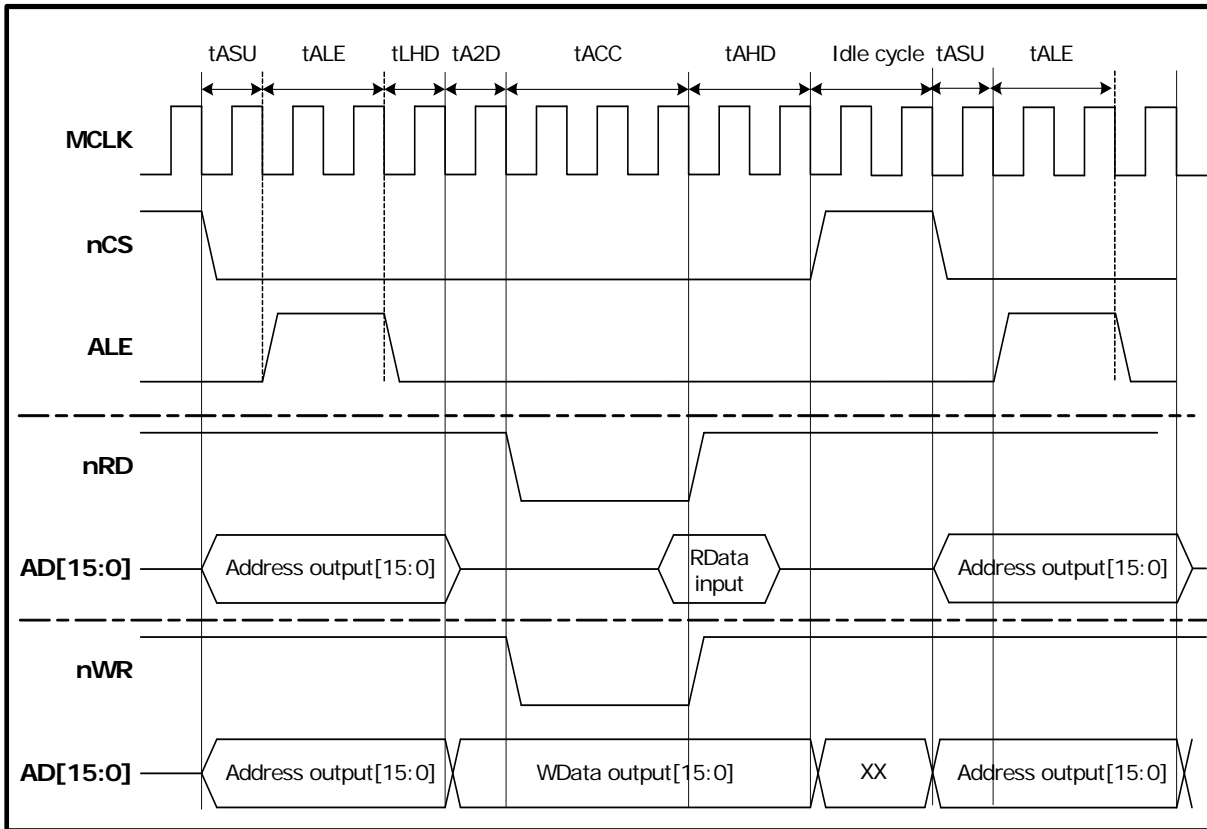 tASU tALE tLHD tA2D tACC tAHD Idle cycle tASU tALE
MCLK
nCS
ALE
nRD
AD[15:0] Address output[15:0] RData input Address output[15:0]
nWR
AD[15:0] Address output[15:0] WData output[15:0] XX Address output[15:0]